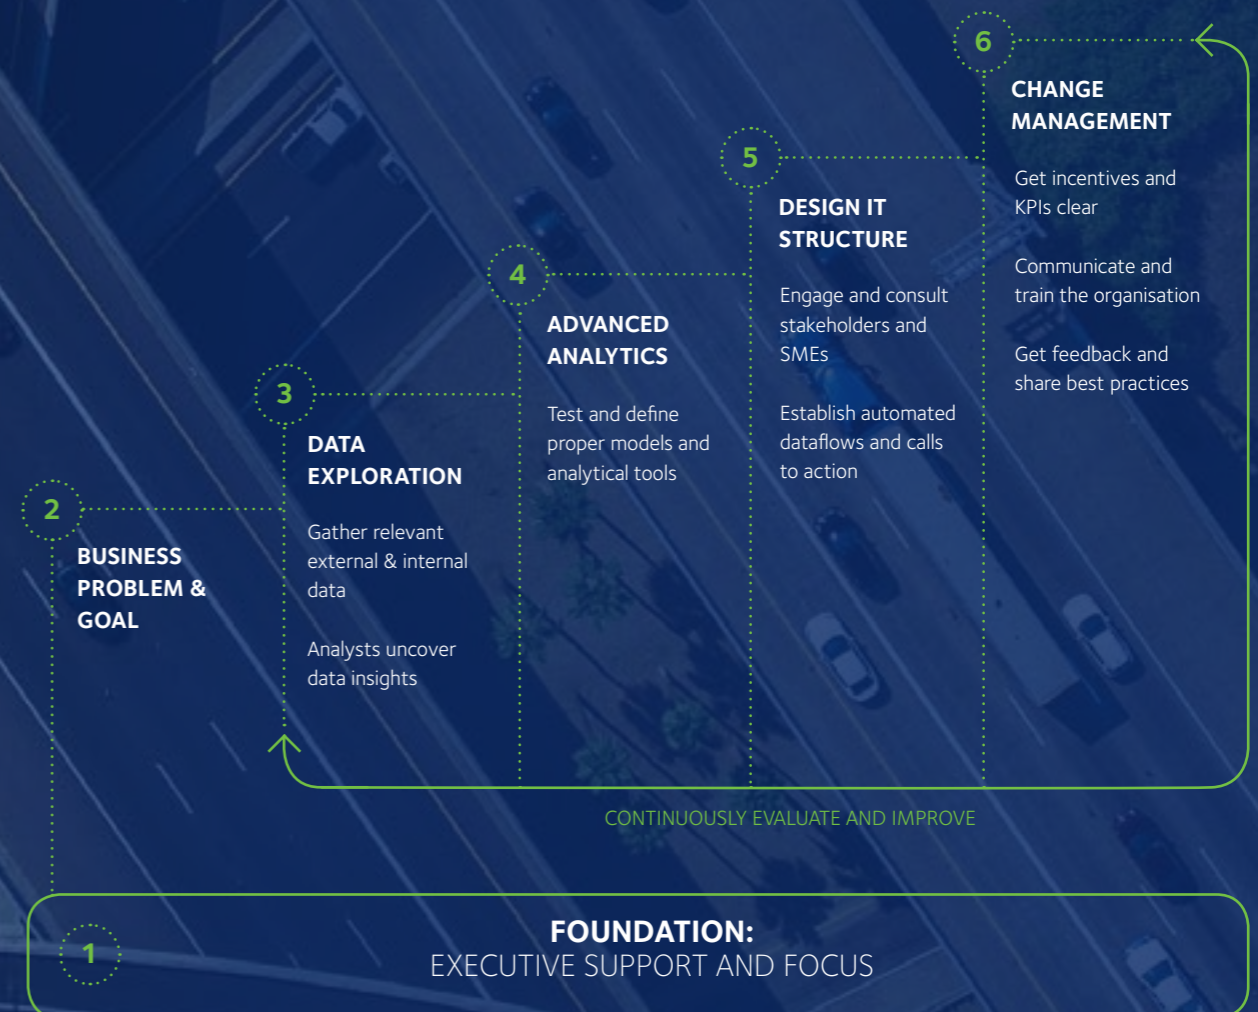 1
FOUNDATION:
EXECUTIVE SUPPORT AND FOCUS
2
BUSINESS
PROBLEM &
GOAL
3
DATA
EXPLORATION
Gather relevant
external & internal
data
Analysts uncover
data insights
4
ADVANCED
ANALYTICS
Test and define
proper models and
analytical tools
5
DESIGN IT
STRUCTURE
Engage and consult
stakeholders and
SMEs
Establish automated
dataflows and calls
to action
6
CHANGE
MANAGEMENT
Get incentives and
KPIs clear
Communicate and
train the organisation
Get feedback and
share best practices
CONTINUOUSLY EVALUATE AND IMPROVE